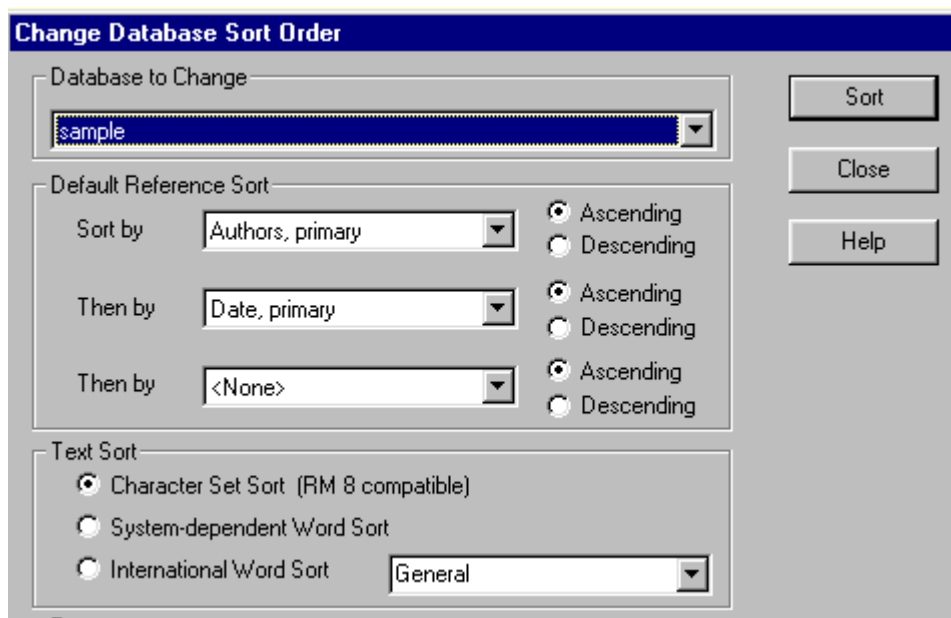 Change Database Sort Order
Database to Change
sample
Sort
Close
Help
Default Reference Sort
Sort by
Authors, primary
Ascending
Descending
Then by
Date, primary
Ascending
Descending
Then by
<None>
Ascending
Descending
Text Sort
Character Set Sort (RM 8 compatible)
System-dependent Word Sort
International Word Sort
General